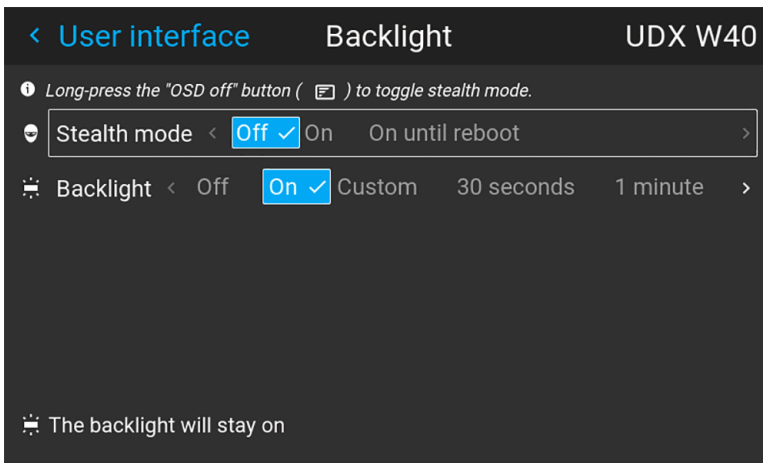 User interface Backlight UDX W40
Long-press the "OSD off" button ( ) to toggle stealth mode.
Stealth mode Off On On until reboot
Backlight Off On Custom 30 seconds 1 minute
The backlight will stay on